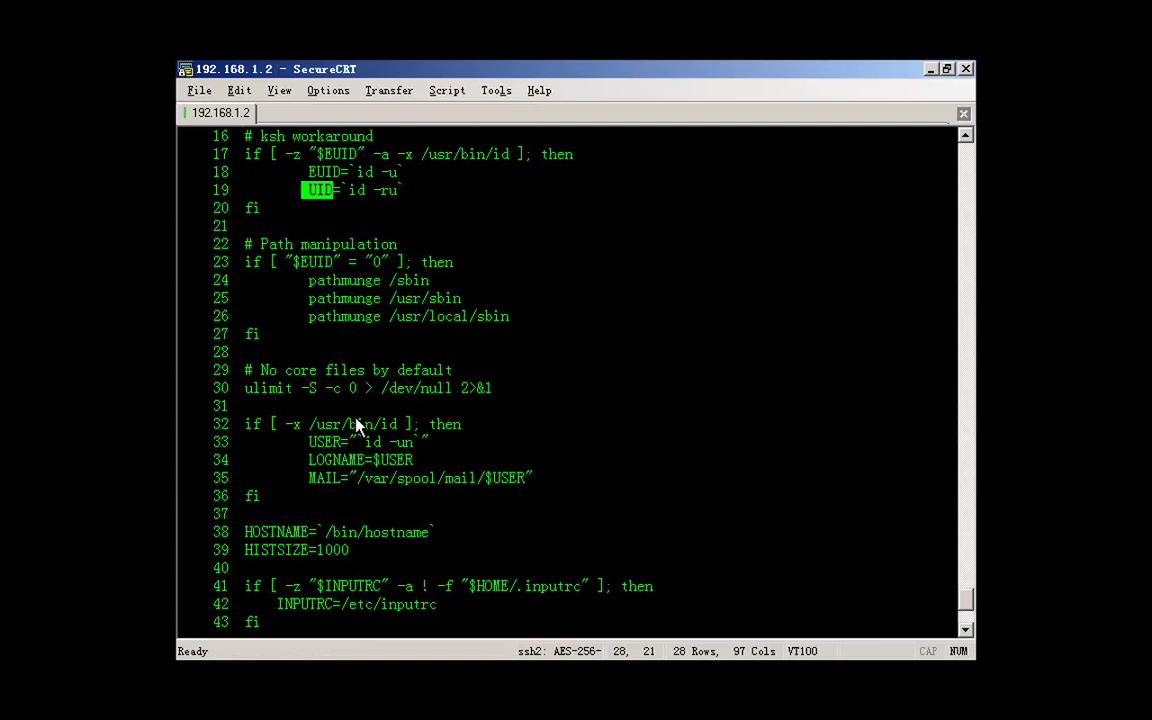 192.168.1.2 - SecureCRT
File Edit View Options Transfer Script Tools Help
192.168.1.2
16 # ksh workaround
17 if [ -z "$EUID" -a -x /usr/bin/id ]; then
18 EUID=`id -u`
19 UID=`id -ru`
20 fi
21
22 # Path manipulation
23 if [ "$EUID" = "0" ]; then
24 pathmunge /sbin
25 pathmunge /usr/sbin
26 pathmunge /usr/local/sbin
27 fi
28
29 # No core files by default
30 ulimit -S -c 0 > /dev/null 2>&1
31
32 if [ -x /usr/bin/id ]; then
33 USER="`id -un`"
34 LOGNAME=$USER
35 MAIL="/var/spool/mail/$USER"
36 fi
37
38 HOSTNAME=`/bin/hostname`
39 HISTSIZE=1000
40
41 if [ -z "$INPUTRC" -a ! -f "$HOME/.inputrc" ]; then
42 INPUTRC=/etc/inputrc
43 fi
Ready ssh2: AES-256- 28, 21 28 Rows, 97 Cols VT100 CAP NUM